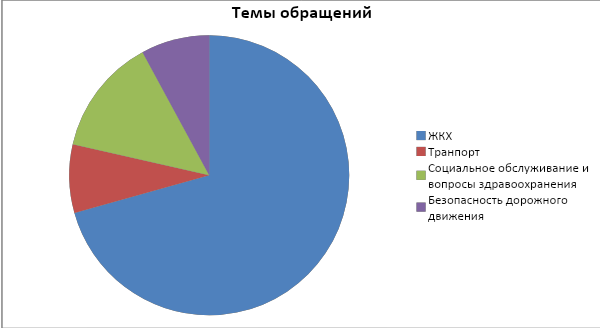 Темы обращений
ЖКХ
Транпорт
Социальное обслуживание и
вопросы здравоохранения
Безопасность дорожного
движения